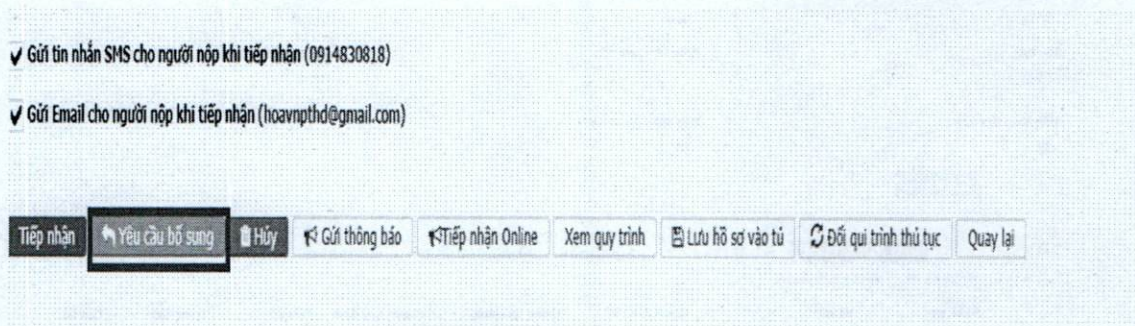 Gửi tin nhắn SMS cho người nộp khi tiếp nhận (0914830818)
Gửi Email cho người nộp khi tiếp nhận (hoavnpthd@gmail.com)
Tiếp nhận Yêu cầu bổ sung Hủy Gửi thông báo Tiếp nhận Online Xem quy trình Lưu hồ sơ vào tủ Đổi qui trình thủ tục Quay lại